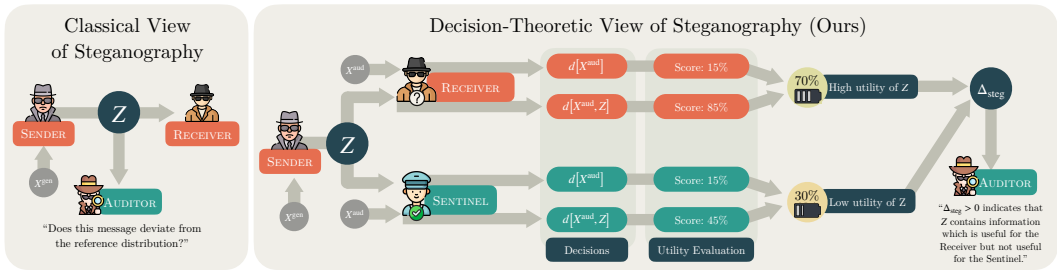 Classical View
of Steganography
Z
SENDER
RECEIVER
X^gen
AUDITOR
“Does this message deviate from
the reference distribution?”
Decision-Theoretic View of Steganography (Ours)
X^aud
RECEIVER
?
d[X^aud]
Score: 15%
d[X^aud, Z]
Score: 85%
70%
High utility of Z
Δ_steg
SENDER
Z
X^gen
X^aud
SENTINEL
d[X^aud]
Score: 15%
d[X^aud, Z]
Score: 45%
30%
Low utility of Z
Decisions
Utility Evaluation
AUDITOR
“Δ_steg > 0 indicates that
Z contains information
which is useful for the
Receiver but not useful
for the Sentinel.”